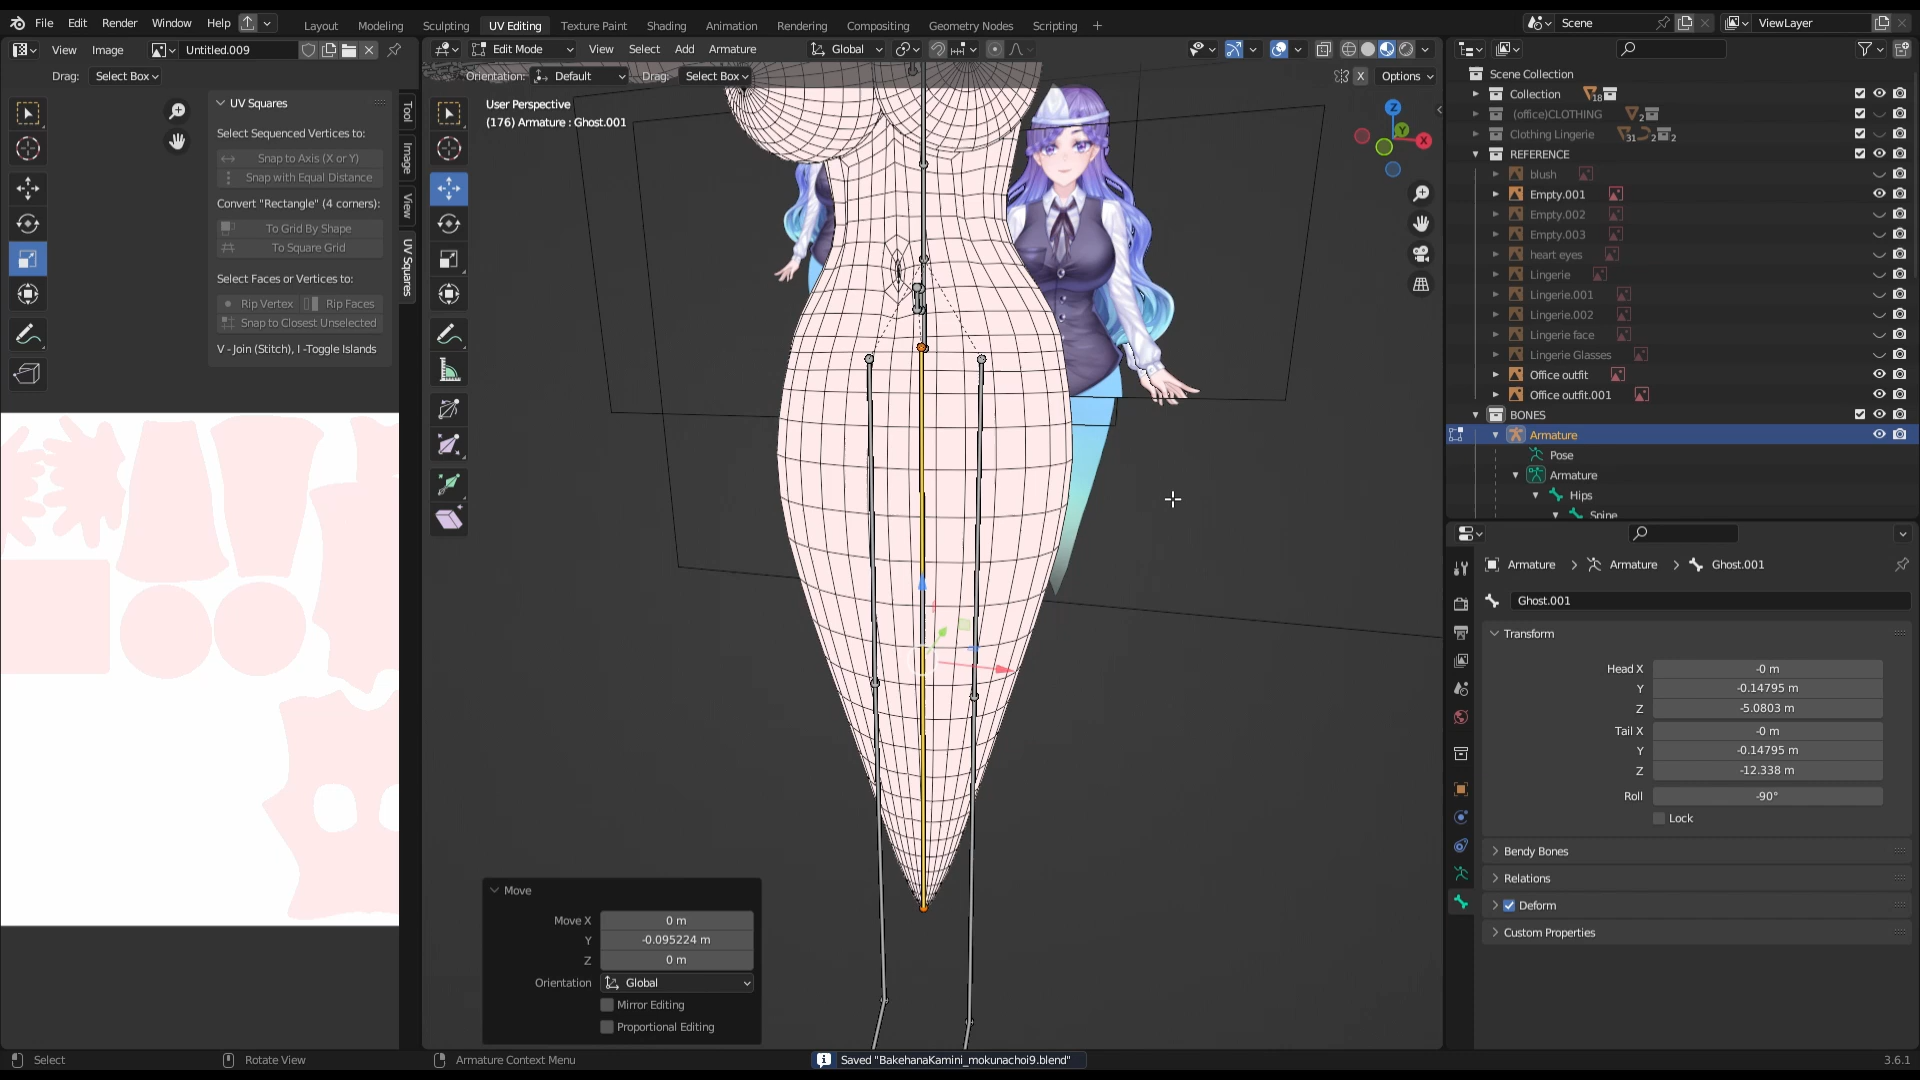 File Edit Render Window Help Layout Modeling Sculpting UV Editing Texture Paint Shading Animation Rendering Compositing Geometry Nodes Scripting + Scene ViewLayer
View Image Untitled.009 Edit Mode View Select Add Armature Global
Drag: Select Box Orientation: Default Drag: Select Box X Options
UV Squares
Select Sequenced Vertices to:
Snap to Axis (X or Y)
Snap with Equal Distance
Convert "Rectangle" (4 corners):
To Grid By Shape
To Square Grid
Select Faces or Vertices to:
Rip Vertex Rip Faces
Snap to Closest Unselected
V - Join (Stitch), I -Toggle Islands
Tool
Image
View
UV Squares
User Perspective
(176) Armature : Ghost.001
Z
Y
X
Move
Move X 0 m
Y -0.095224 m
Z 0 m
Orientation Global
Mirror Editing
Proportional Editing
Scene Collection
Collection 18
(office)CLOTHING 2
Clothing Lingerie 31 2 2
REFERENCE
blush
Empty.001
Empty.002
Empty.003
heart eyes
Lingerie
Lingerie.001
Lingerie.002
Lingerie face
Lingerie Glasses
Office outfit
Office outfit.001
BONES
Armature
Pose
Armature
Hips
Spine
Armature > Armature > Ghost.001
Ghost.001
Transform
Head X -0 m
Y -0.14795 m
Z -5.0803 m
Tail X -0 m
Y -0.14795 m
Z -12.338 m
Roll -90°
Lock
Bendy Bones
Relations
Deform
Custom Properties
Select Rotate View Armature Context Menu Saved "BakehanaKamini_mokunachoi9.blend" 3.6.1